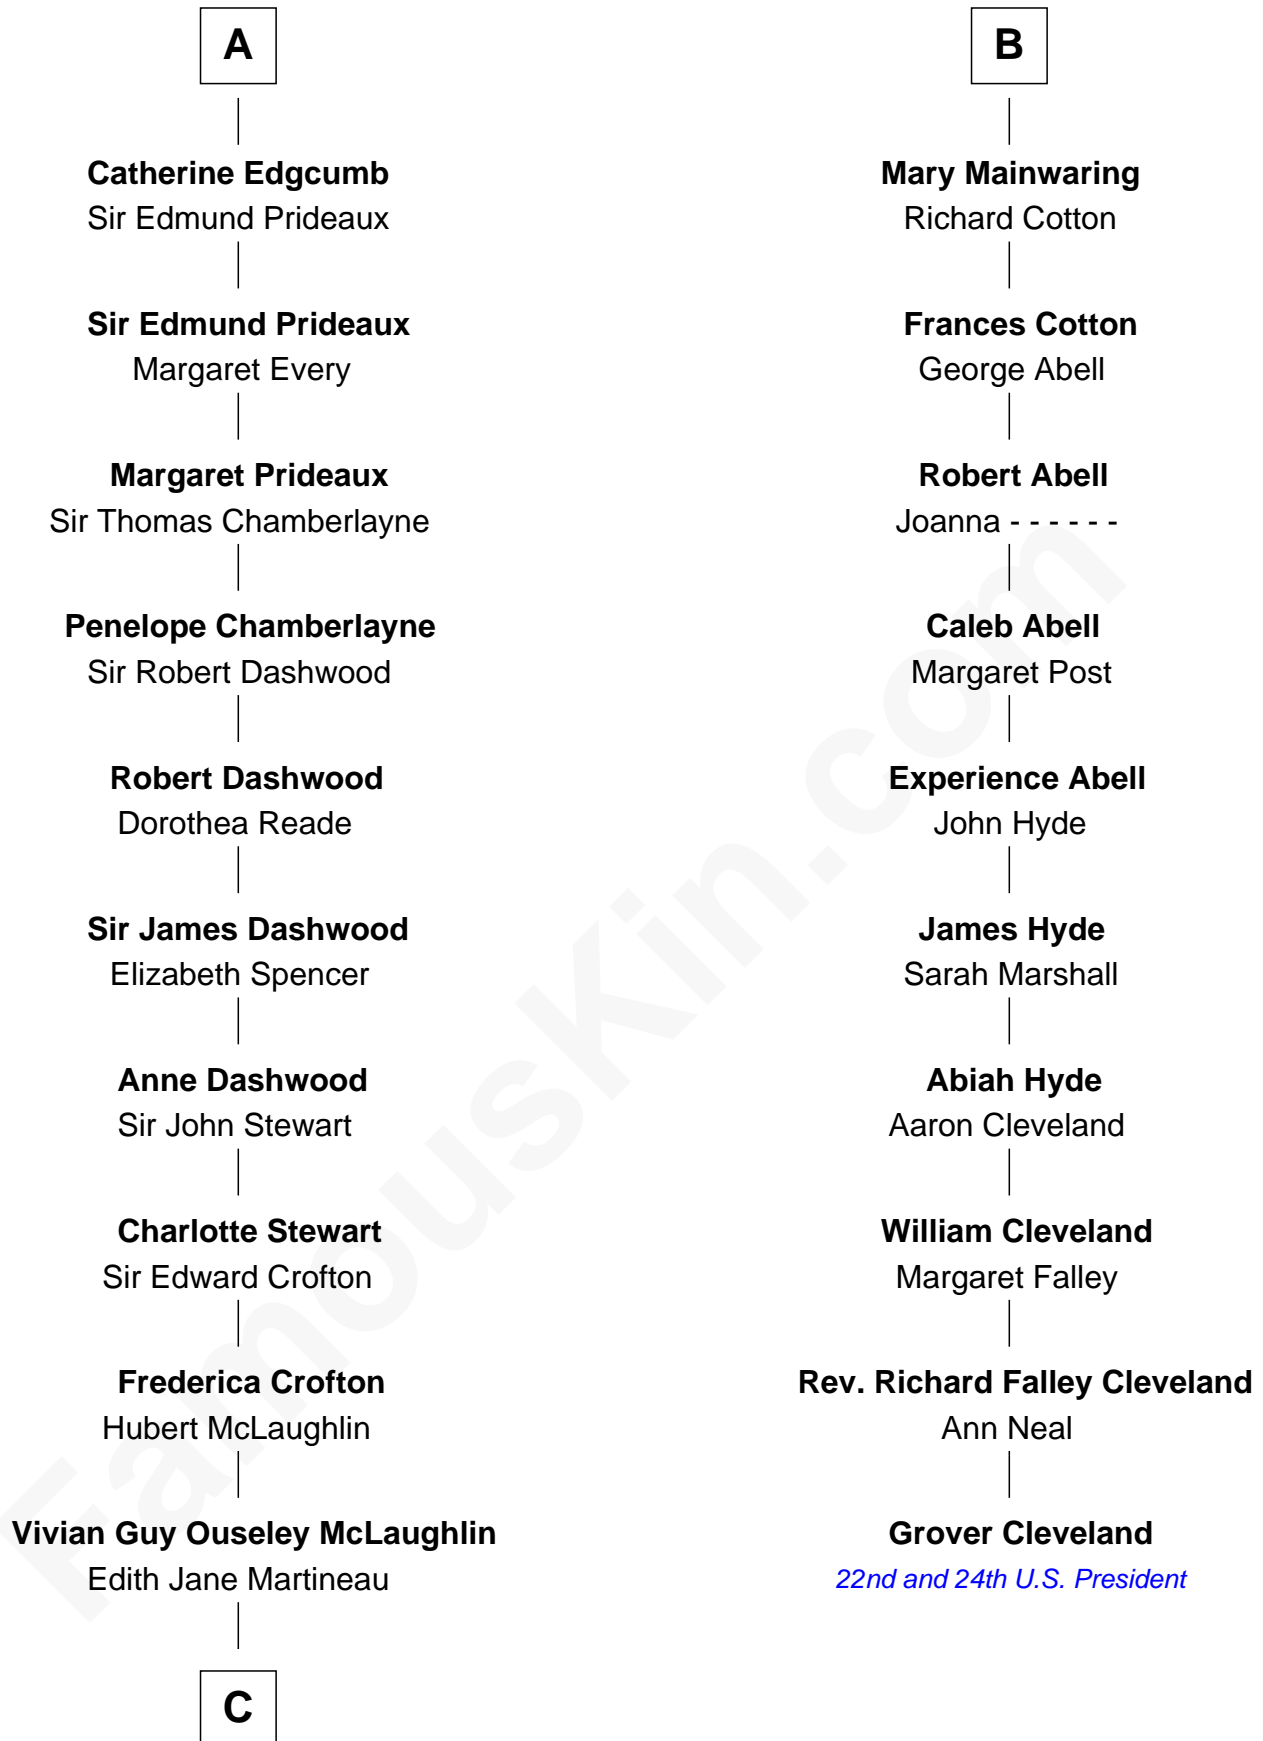 A
Catherine Edgcumb
Sir Edmund Prideaux
Sir Edmund Prideaux
Margaret Every
Margaret Prideaux
Sir Thomas Chamberlayne
Penelope Chamberlayne
Sir Robert Dashwood
Robert Dashwood
Dorothea Reade
Sir James Dashwood
Elizabeth Spencer
Anne Dashwood
Sir John Stewart
Charlotte Stewart
Sir Edward Crofton
Frederica Crofton
Hubert McLaughlin
Vivian Guy Ouseley McLaughlin
Edith Jane Martineau
C
B
Mary Mainwaring
Richard Cotton
Frances Cotton
George Abell
Robert Abell
Joanna - - - - - -
Caleb Abell
Margaret Post
Experience Abell
John Hyde
James Hyde
Sarah Marshall
Abiah Hyde
Aaron Cleveland
William Cleveland
Margaret Falley
Rev. Richard Falley Cleveland
Ann Neal
Grover Cleveland
22nd and 24th U.S. President
FamousKin.com